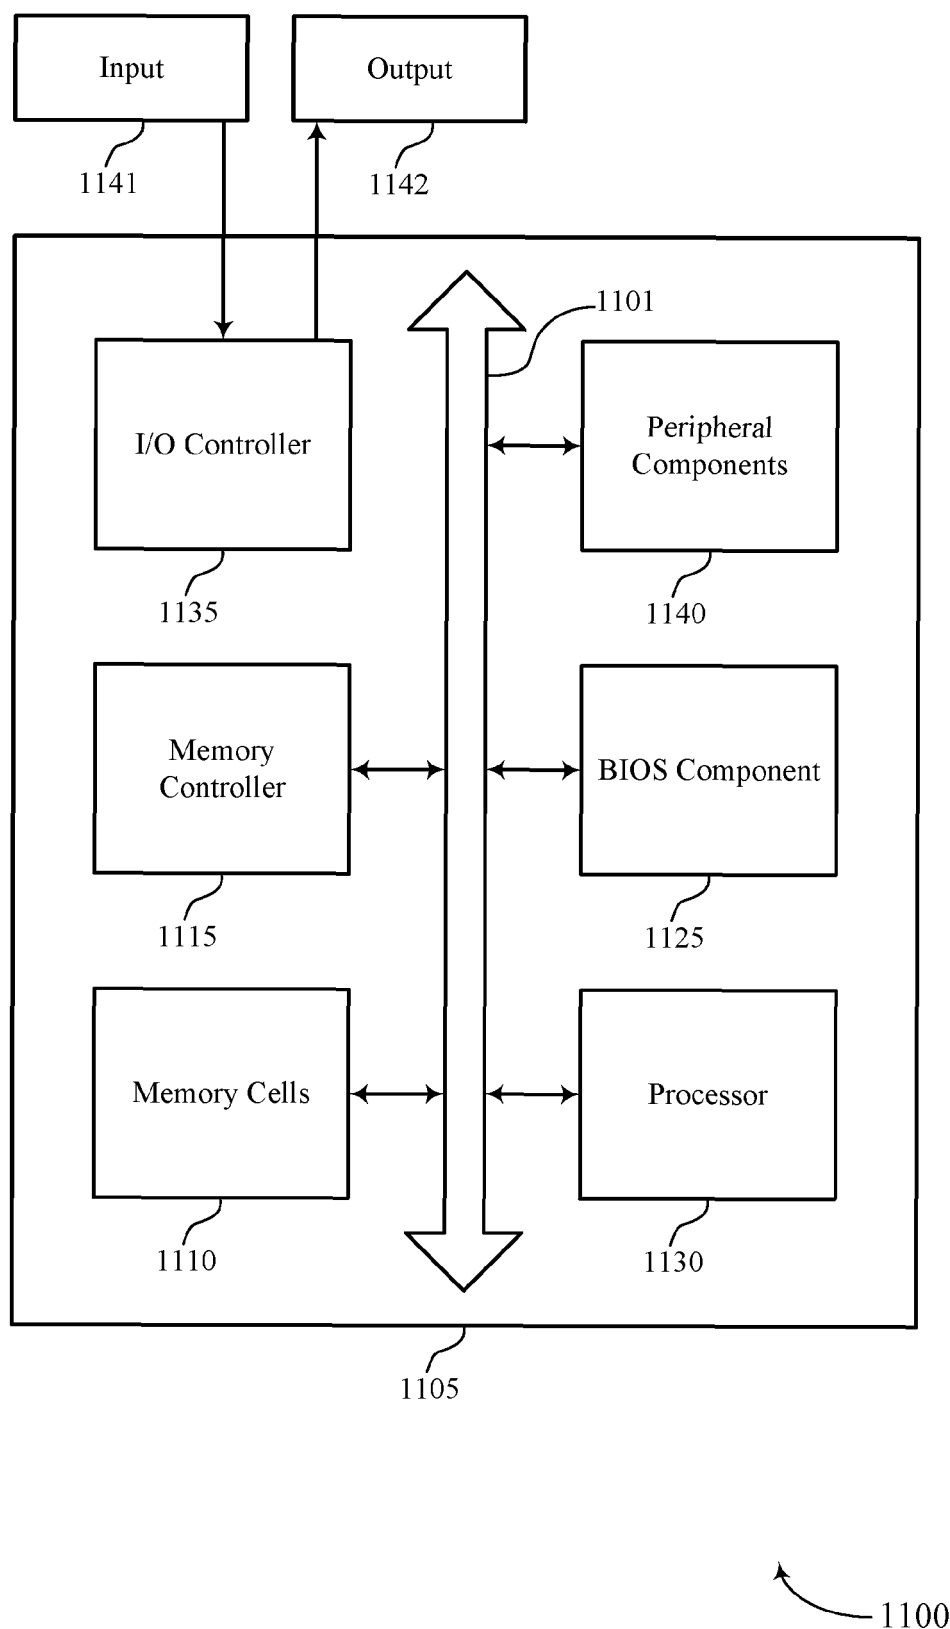 Input
Output
1141
1142
1101
I/O Controller
Peripheral
Components
1135
1140
Memory
Controller
BIOS Component
1115
1125
Memory Cells
Processor
1110
1130
1105
1100